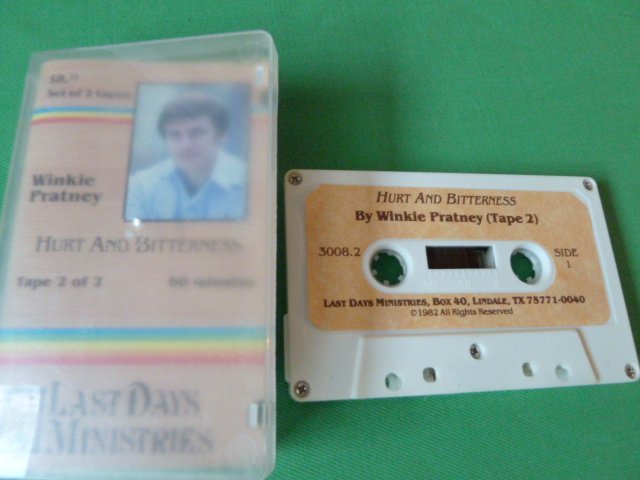 Set of 2 tapes
Winkie
Pratney
HURT AND BITTERNESS
Tape 2 of 2
60 minutes
LAST DAYS
MINISTRIES
HURT AND BITTERNESS
By Winkie Pratney (Tape 2)
3008.2
SIDE
1
LAST DAYS MINISTRIES, BOX 40, LINDALE, TX 75771-0040
©1982 All Rights Reserved